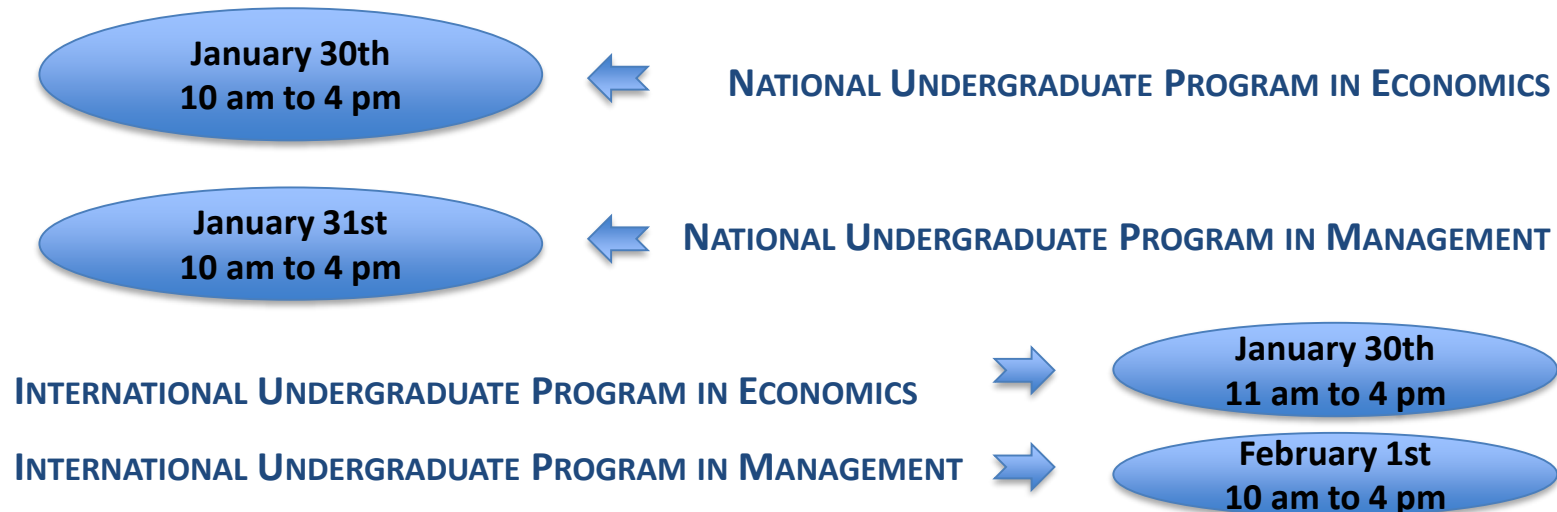 January 30th
10 am to 4 pm
NATIONAL UNDERGRADUATE PROGRAM IN ECONOMICS
January 31st
10 am to 4 pm
NATIONAL UNDERGRADUATE PROGRAM IN MANAGEMENT
INTERNATIONAL UNDERGRADUATE PROGRAM IN ECONOMICS
January 30th
11 am to 4 pm
INTERNATIONAL UNDERGRADUATE PROGRAM IN MANAGEMENT
February 1st
10 am to 4 pm